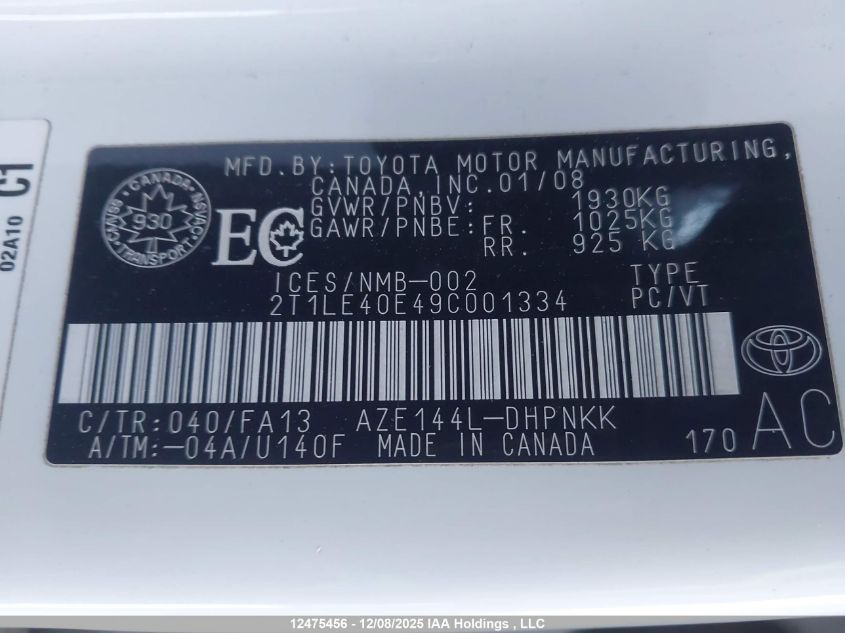 C1
02A10
MFD.BY:TOYOTA MOTOR MANUFACTURING,
CANADA, INC.01/08
GVWR/PNBV: 1930KG
GAWR/PNBE: FR. 1025KG
RR. 925 KG
CANADA
930
TRANSPORT
EC
ICES/NMB-002
2T1LE40E49C001334
TYPE
PC/VT
C/TR:040/FA13 AZE144L-DHPNKK
A/TM:-04A/U140F MADE IN CANADA
170 AC
12475456 - 12/08/2025 IAA Holdings , LLC